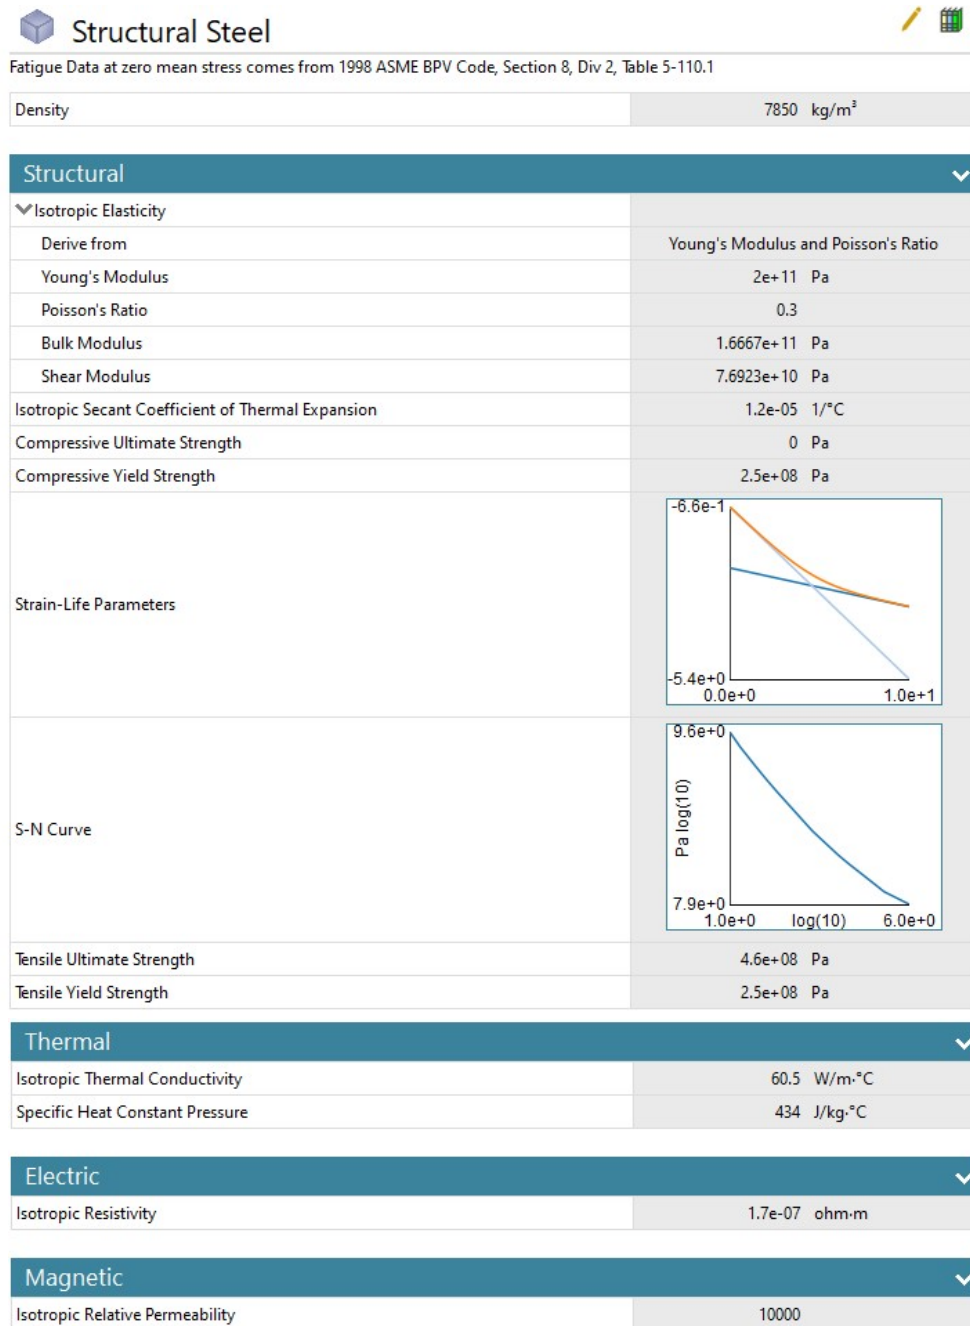 Structural Steel
Fatigue Data at zero mean stress comes from 1998 ASME BPV Code, Section 8, Div 2, Table 5-110.1
Density 7850 kg/m³
Structural
Isotropic Elasticity
Derive from Young's Modulus and Poisson's Ratio
Young's Modulus 2e+11 Pa
Poisson's Ratio 0.3
Bulk Modulus 1.6667e+11 Pa
Shear Modulus 7.6923e+10 Pa
Isotropic Secant Coefficient of Thermal Expansion 1.2e-05 1/°C
Compressive Ultimate Strength 0 Pa
Compressive Yield Strength 2.5e+08 Pa
-6.6e-1
Strain-Life Parameters
-5.4e+0
0.0e+0 1.0e+1
9.6e+0
Pa log(10)
S-N Curve
7.9e+0
1.0e+0 log(10) 6.0e+0
Tensile Ultimate Strength 4.6e+08 Pa
Tensile Yield Strength 2.5e+08 Pa
Thermal
Isotropic Thermal Conductivity 60.5 W/m·°C
Specific Heat Constant Pressure 434 J/kg·°C
Electric
Isotropic Resistivity 1.7e-07 ohm·m
Magnetic
Isotropic Relative Permeability 10000